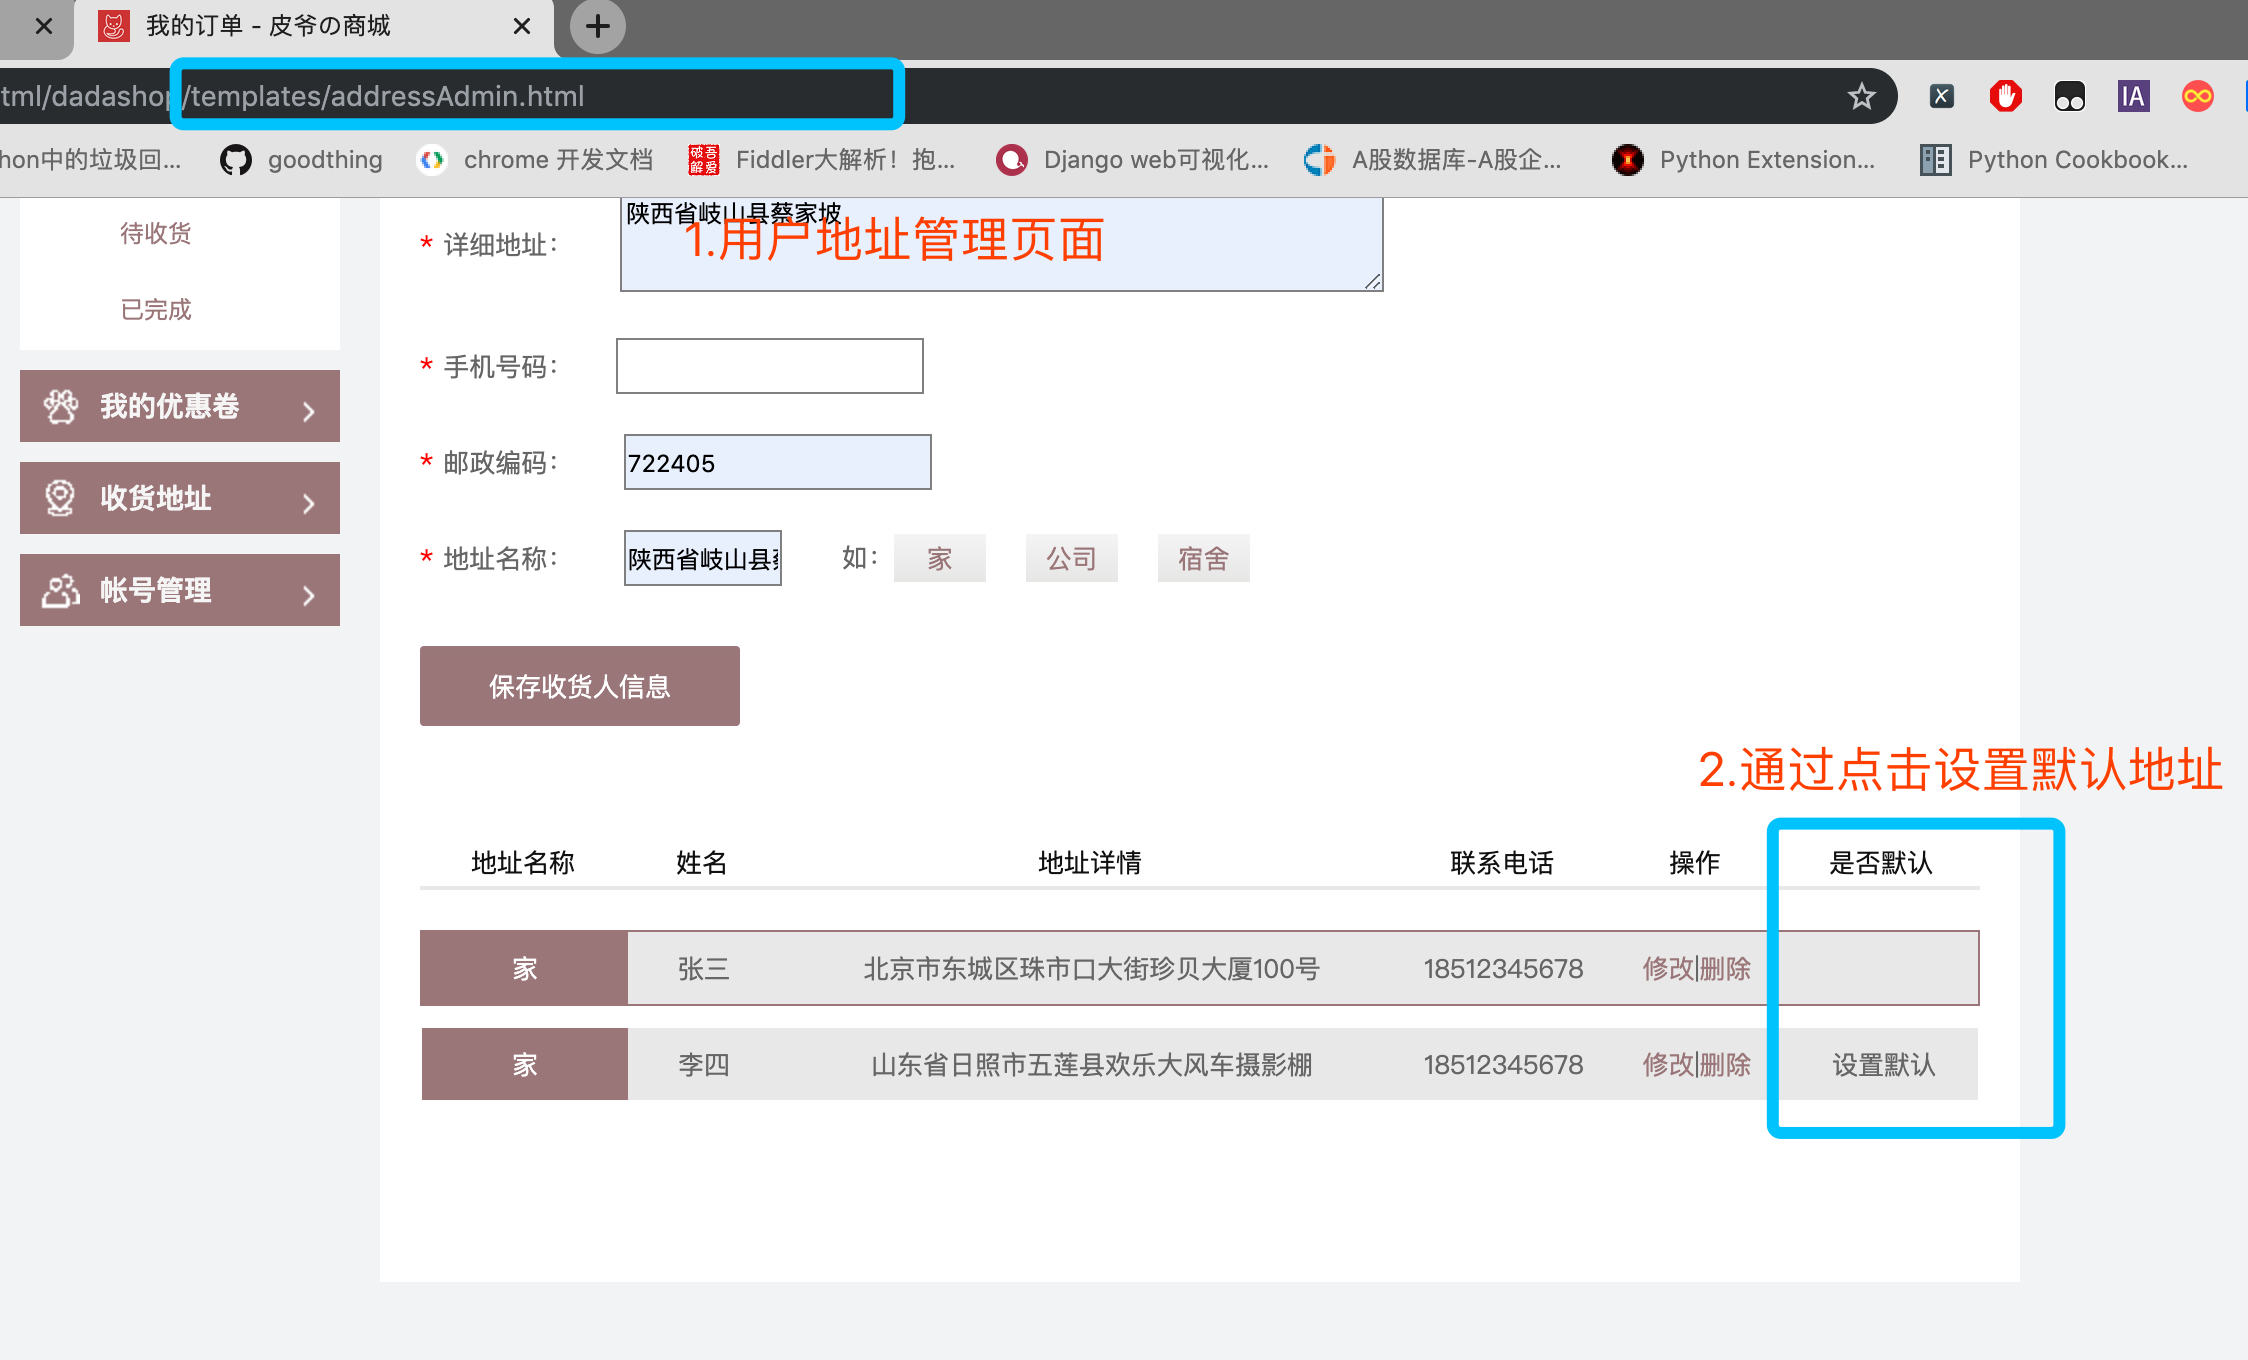 我的订单 - 皮爷の商城
tml/dadashop/templates/addressAdmin.html
hon中的垃圾回...
goodthing
chrome 开发文档
吾爱破解
Fiddler大解析！抱...
Django web可视化...
A股数据库-A股企...
Python Extension...
Python Cookbook...
IA
待收货
已完成
我的优惠卷
收货地址
帐号管理
* 详细地址：
陕西省岐山县蔡家坡
1.用户地址管理页面
* 手机号码：
* 邮政编码：
722405
* 地址名称：
陕西省岐山县
如：
家
公司
宿舍
保存收货人信息
2.通过点击设置默认地址
地址名称 姓名 地址详情 联系电话 操作 是否默认
家 张三 北京市东城区珠市口大街珍贝大厦100号 18512345678 修改|删除
家 李四 山东省日照市五莲县欢乐大风车摄影棚 18512345678 修改|删除 设置默认